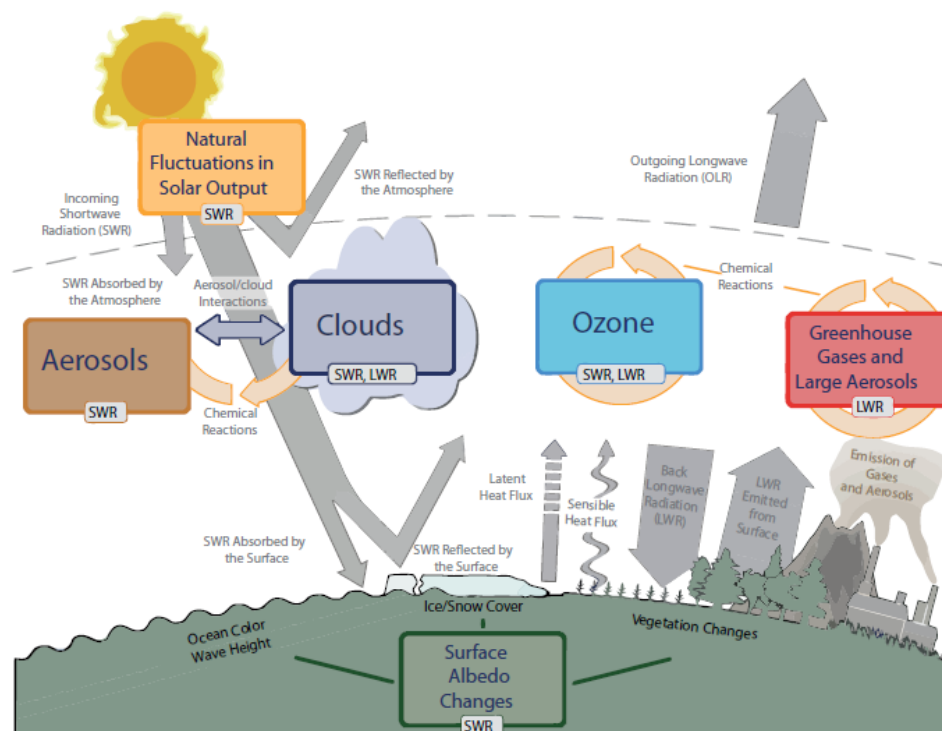 Natural
Fluctuations in
Solar Output
SWR
SWR Reflected by
the Atmosphere
Outgoing Longwave
Radiation (OLR)
Incoming
Shortwave
Radiation (SWR)
SWR Absorbed by
the Atmosphere
Aerosol/cloud
Interactions
Chemical
Reactions
Aerosols
SWR
Clouds
SWR, LWR
Ozone
SWR, LWR
Greenhouse
Gases and
Large Aerosols
LWR
Chemical
Reactions
Emission of
Gases
and Aerosols
Latent
Heat Flux
Sensible
Heat Flux
Back
Longwave
Radiation
(LWR)
LWR
Emitted
from
Surface
SWR Absorbed by
the Surface
SWR Reflected by
the Surface
Ice/Snow Cover
Ocean Color
Wave Height
Vegetation Changes
Surface
Albedo
Changes
SWR